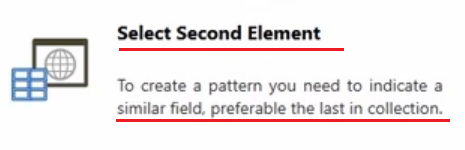 Select Second Element
To create a pattern you need to indicate a
similar field, preferable the last in collection.